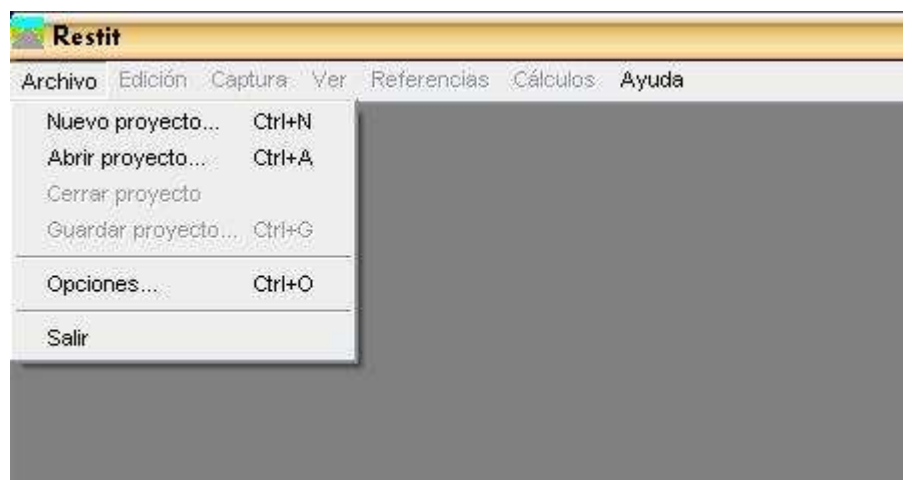 Restit
Archivo Edición Captura Ver Referencias Cálculos Ayuda
Nuevo proyecto... Ctrl+N
Abrir proyecto... Ctrl+A
Cerrar proyecto
Guardar proyecto... Ctrl+G
Opciones... Ctrl+O
Salir